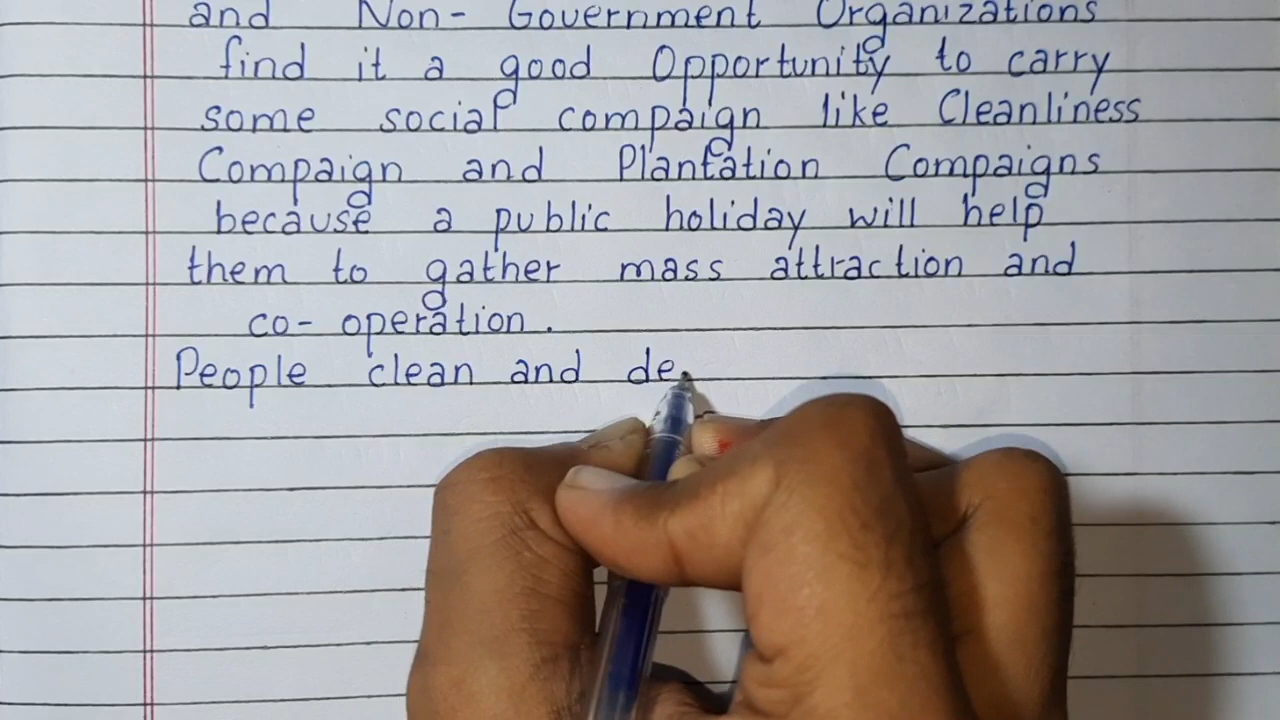 and Non- Government Organizations
find it a good Opportunity to carry
some social compaign like Cleanliness
Compaign and Plantation Compaigns
because a public holiday will help
them to gather mass attraction and
co- operation.
People clean and de